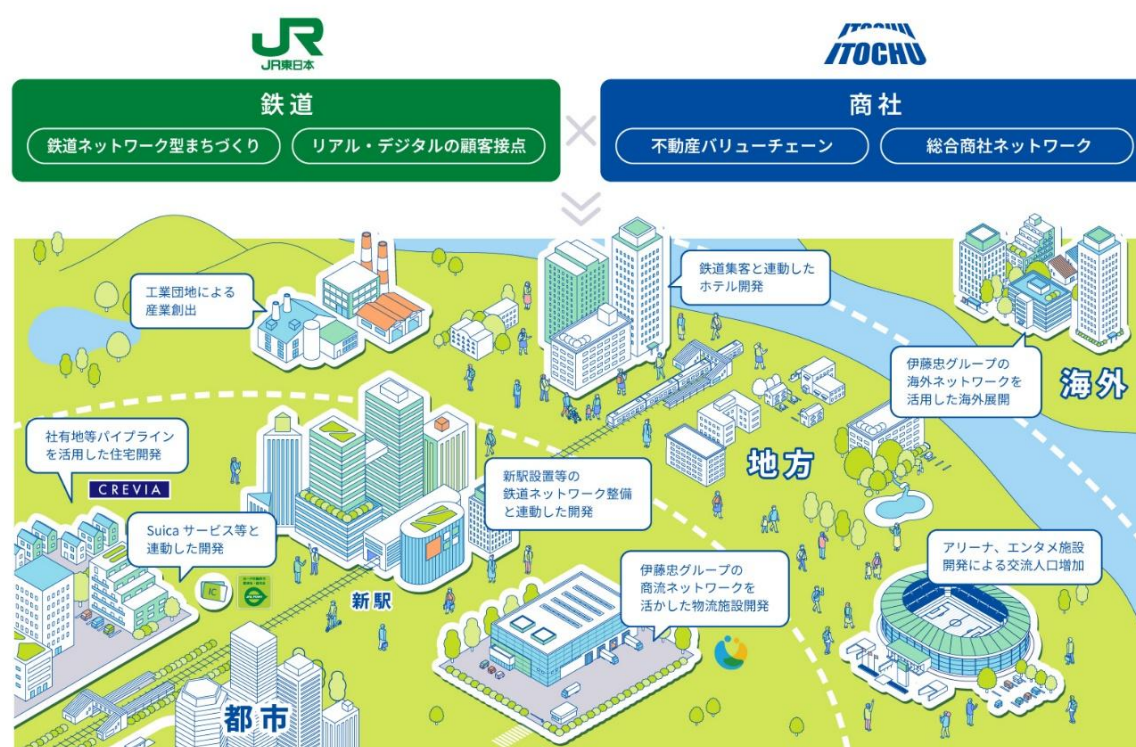 JR
JR東日本
ITOCHU
鉄道
鉄道ネットワーク型まちづくり
リアル・デジタルの顧客接点
×
商社
不動産バリューチェーン
総合商社ネットワーク
工業団地による
産業創出
鉄道集客と連動した
ホテル開発
伊藤忠グループの
海外ネットワークを
活用した海外展開
海外
社有地等パイプライン
を活用した住宅開発
CREVIA
新駅設置等の
鉄道ネットワーク整備
と連動した開発
地方
Suica サービス等と
連動した開発
IC
新駅
伊藤忠グループの
商流ネットワークを
活かした物流施設開発
アリーナ、エンタメ施設
開発による交流人口増加
都市